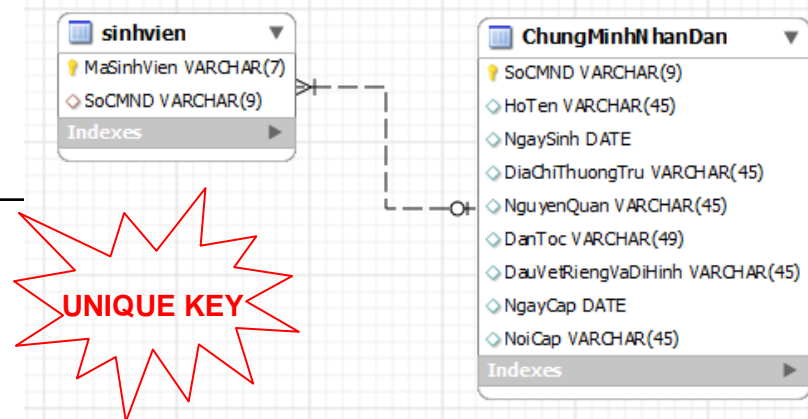 sinhvien
MaSinhVien VARCHAR(7)
SoCMND VARCHAR(9)
Indexes
UNIQUE KEY
ChungMinhNhanDan
SoCMND VARCHAR(9)
HoTen VARCHAR(45)
NgaySinh DATE
DiaChiThuongTru VARCHAR(45)
NguyenQuan VARCHAR(45)
DanToc VARCHAR(49)
DauVetRiengVaDiHinh VARCHAR(45)
NgayCap DATE
NoiCap VARCHAR(45)
Indexes